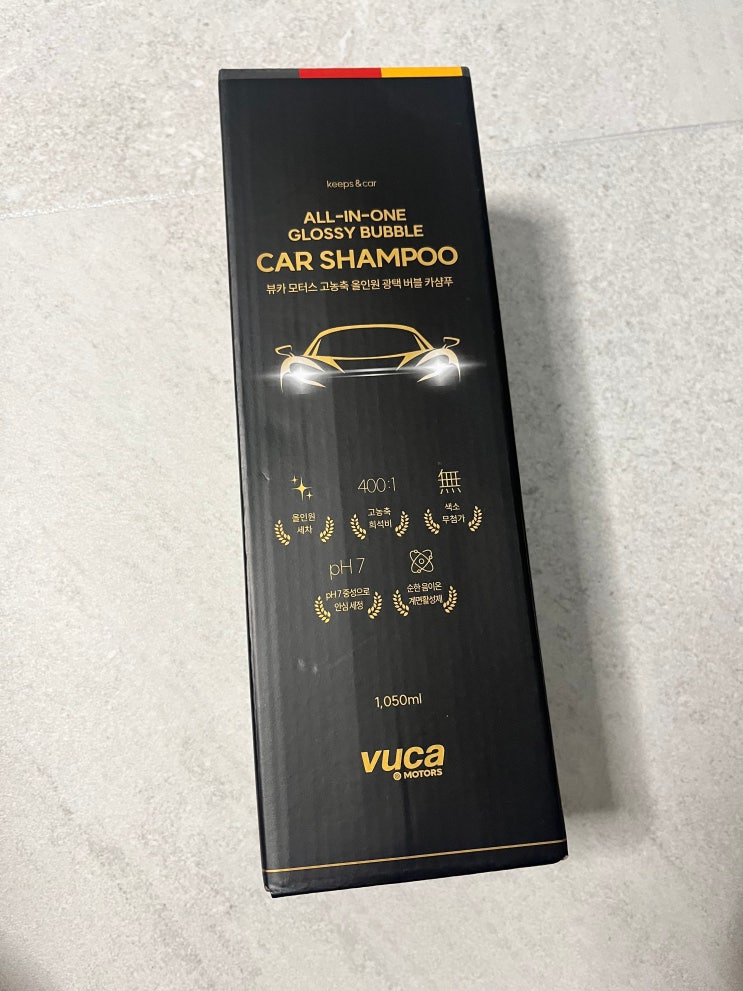 keeps & car
ALL-IN-ONE
GLOSSY BUBBLE
CAR SHAMPOO
뷰카 모터스 고농축 올인원 광택 버블 카샴푸
올인원
세차
400:1
고농축
희석비
無
색소
무첨가
pH 7
pH 7 중성으로
안심 세정
순한 음이온
계면활성제
1,050ml
vuca
MOTORS